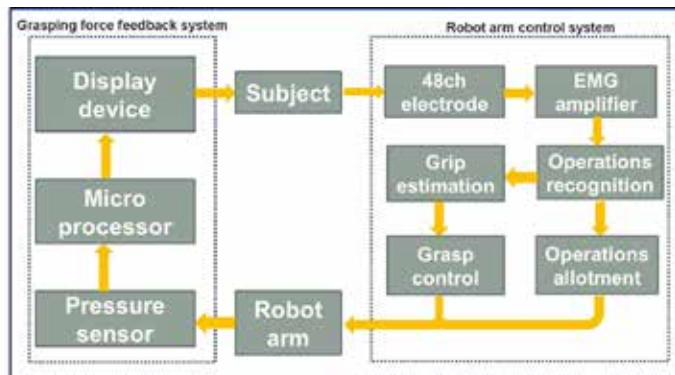 Grasping force feedback system
Robot arm control system
Display
device
Subject
48ch
electrode
EMG
amplifier
Micro
processor
Grip
estimation
Operations
recognition
Grasp
control
Operations
allotment
Pressure
sensor
Robot
arm